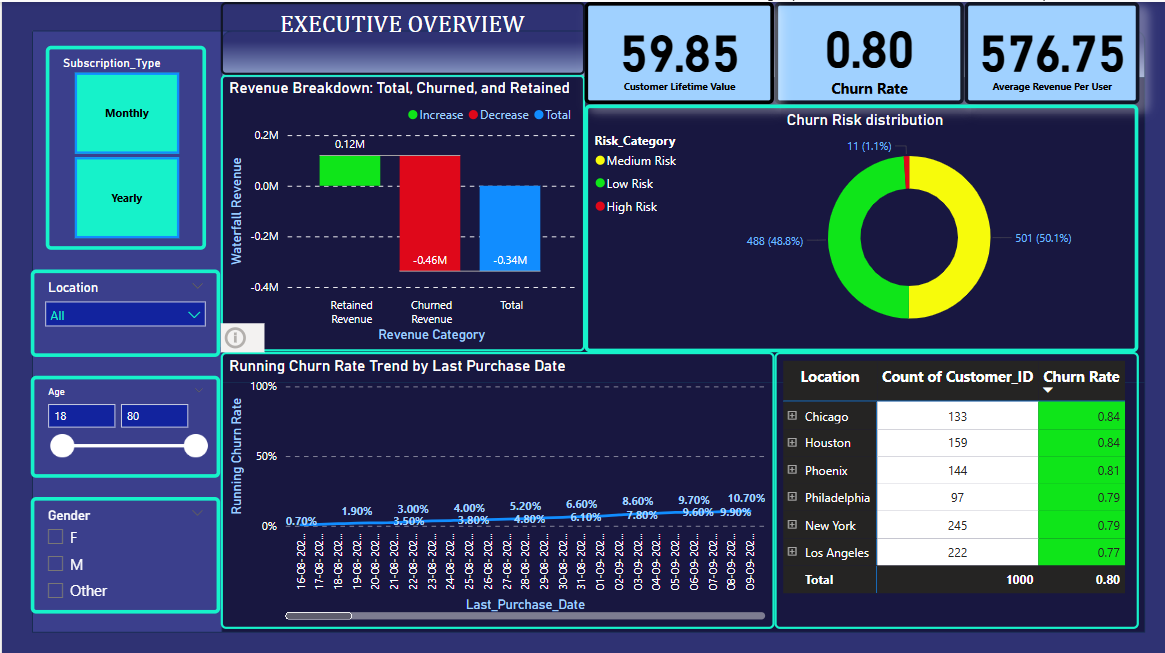 EXECUTIVE OVERVIEW
59.85
Customer Lifetime Value
0.80
Churn Rate
576.75
Average Revenue Per User
Subscription_Type
Monthly
Yearly
Location
All
Age
18 80
Gender
F
M
Other
Revenue Breakdown: Total, Churned, and Retained
Increase Decrease Total
Waterfall Revenue
0.2M
0.0M
-0.2M
-0.4M
0.12M
-0.46M
-0.34M
Retained Revenue
Churned Revenue
Total
Revenue Category
Churn Risk distribution
Risk_Category
Medium Risk
Low Risk
High Risk
11 (1.1%)
488 (48.8%)
501 (50.1%)
Running Churn Rate Trend by Last Purchase Date
Running Churn Rate
100%
50%
0%
0.70% 1.90% 3.00% 4.00% 5.20% 6.60% 8.60% 9.70% 10.70%
3.50% 3.80% 4.80% 6.10% 7.80% 9.60% 9.90%
16-08-202...
17-08-202...
18-08-202...
19-08-202...
20-08-202...
21-08-202...
22-08-202...
23-08-202...
24-08-202...
25-08-202...
26-08-202...
27-08-202...
28-08-202...
29-08-202...
30-08-202...
31-08-202...
01-09-202...
02-09-202...
03-09-202...
04-09-202...
05-09-202...
06-09-202...
07-09-202...
08-09-202...
09-09-202...
Last_Purchase_Date
Location Count of Customer_ID Churn Rate
Chicago 133 0.84
Houston 159 0.84
Phoenix 144 0.81
Philadelphia 97 0.79
New York 245 0.79
Los Angeles 222 0.77
Total 1000 0.80